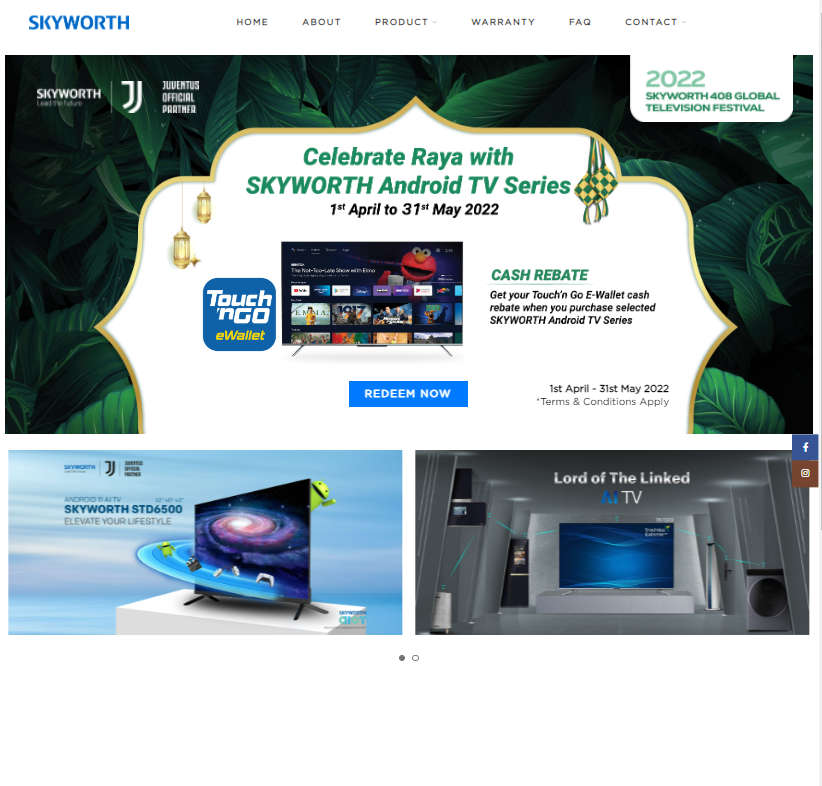 SKYWORTH
HOME
ABOUT
PRODUCT
WARRANTY
FAQ
CONTACT
SKYWORTH
Lead the Future
JUVENTUS
OFFICIAL
PARTNER
2022
SKYWORTH 408 GLOBAL
TELEVISION FESTIVAL
Celebrate Raya with
SKYWORTH Android TV Series
1st April to 31st May 2022
Touch
'nGO
eWallet
The Not-Too-Late Show with Elmo
EMMA.
CASH REBATE
Get your Touch'n Go E-Wallet cash
rebate when you purchase selected
SKYWORTH Android TV Series
REDEEM NOW
1st April - 31st May 2022
*Terms & Conditions Apply
SKYWORTH
JUVENTUS
OFFICIAL
PARTNER
ANDROID 11 AI TV
32" 40" 43"
SKYWORTH STD6500
ELEVATE YOUR LIFESTYLE
SKYWORTH
Lord of The Linked
AI TV